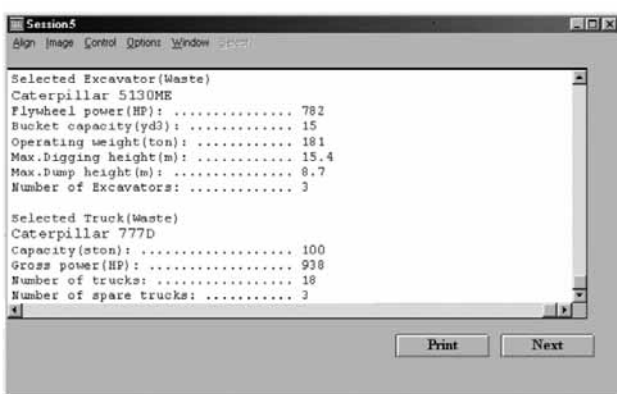 Session5
Align Image Control Options Window
Selected Excavator(Waste)
Caterpillar 5130ME
Flywheel power(HP): ............... 782
Bucket capacity(yd3): ............. 15
Operating weight(ton): ............ 181
Max.Digging height(m): ............ 15.4
Max.Dump height(m): ............... 8.7
Number of Excavators: ............. 3
Selected Truck(Waste)
Caterpillar 777D
Capacity(ston): ................... 100
Gross power(HP): .................. 938
Number of trucks: ................. 18
Number of spare trucks: ........... 3
Print Next